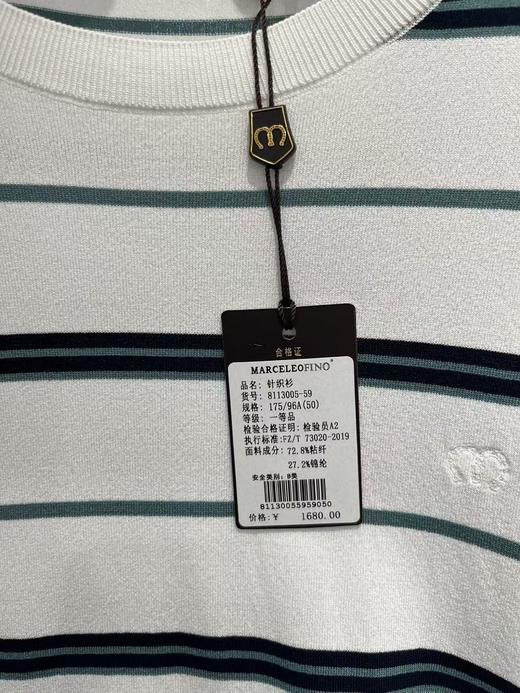 合格证
MARCELEOFINO®
品名: 针织衫
货号: 8113005-59
规格: 175/96A(50)
等级: 一等品
检验合格证明: 检验员A2
执行标准:FZ/T 73020-2019
面料成分: 72.8%粘纤
27.2%锦纶
安全类别: B类
81130055959050
价格: ¥ 1680.00